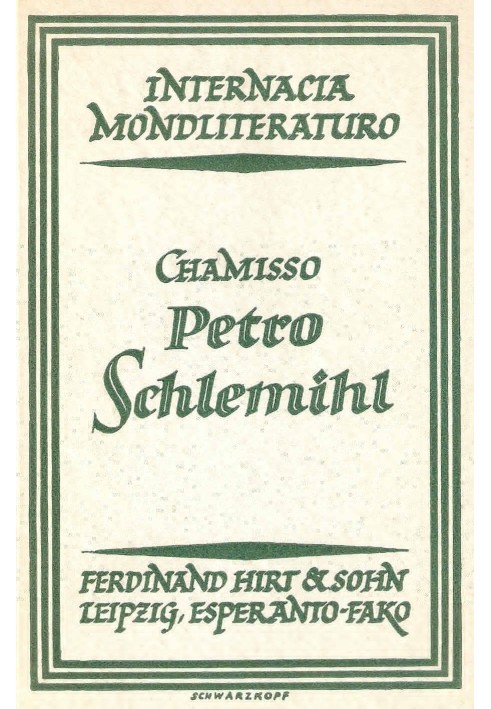 INTERNACIA
MONDLITERATURO
CHAMISSO
Petro
Schlemihl
FERDINAND HIRT & SOHN
LEIPZIG, ESPERANTO-FAKO
SCHWARZKOPF